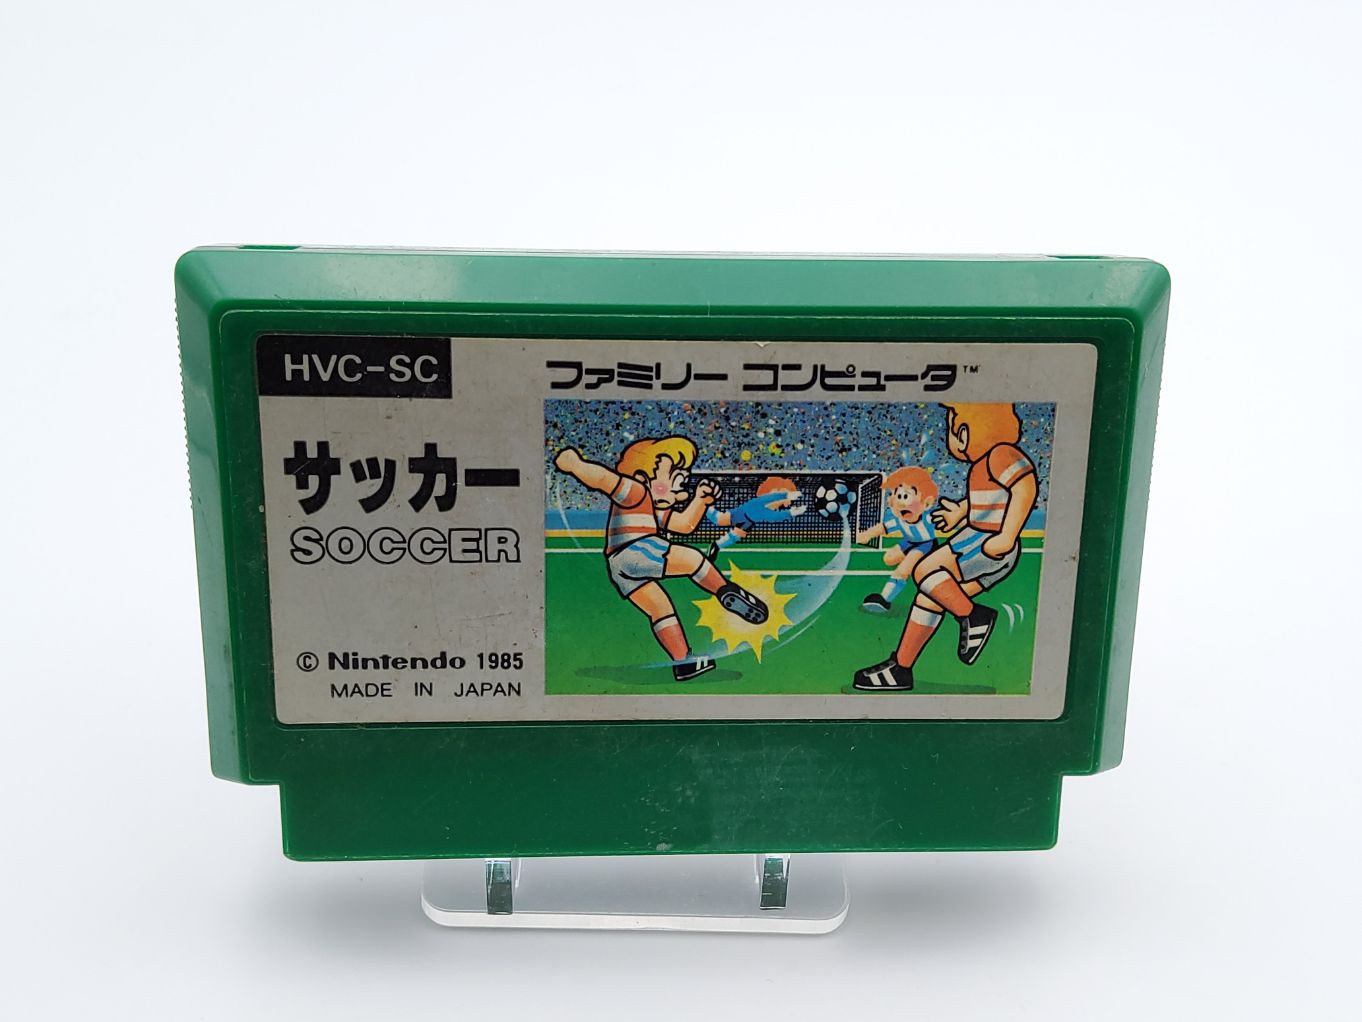 HVC-SC
ファミリー コンピュータ™
サッカー
SOCCER
© Nintendo 1985
MADE IN JAPAN